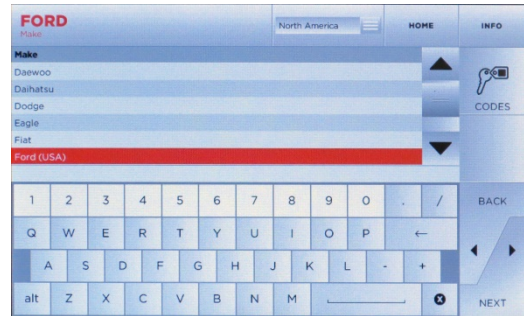 FORD
Make
North America
HOME
INFO
Make
Daewoo
Daihatsu
Dodge
Eagle
Fiat
Ford (USA)
CODES
1 2 3 4 5 6 7 8 9 0 . /
Q W E R T Y U I O P ←
A S D F G H J K L - +
alt Z X C V B N M
BACK
NEXT